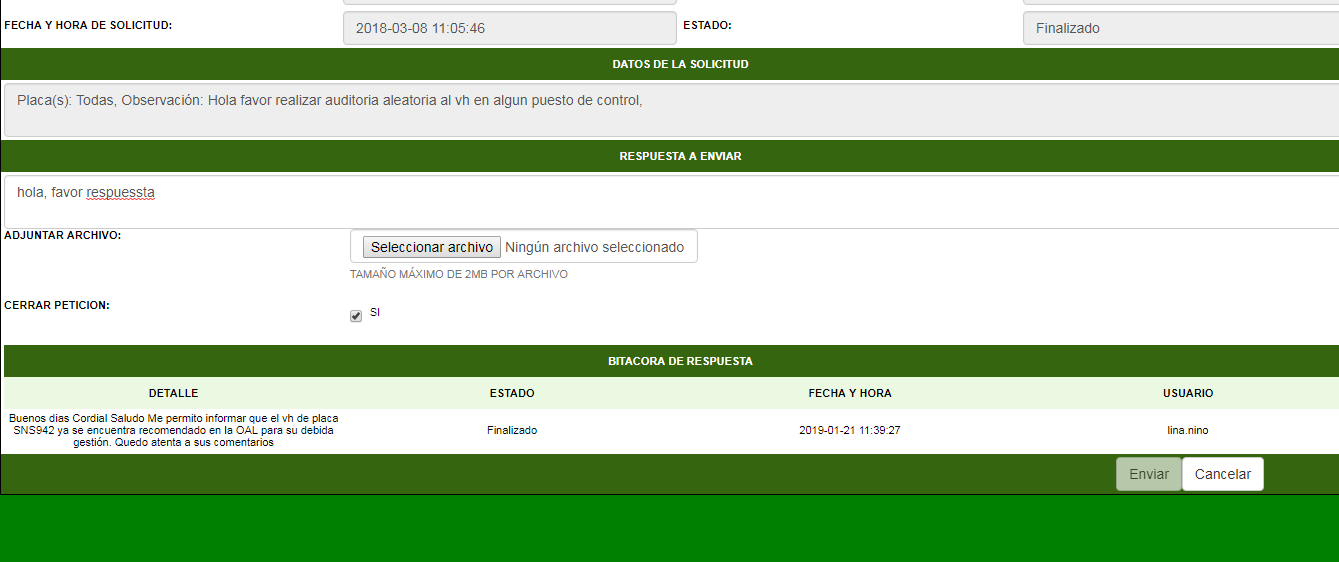 FECHA Y HORA DE SOLICITUD: 2018-03-08 11:05:46 ESTADO: Finalizado
DATOS DE LA SOLICITUD
Placa(s): Todas, Observación: Hola favor realizar auditoria aleatoria al vh en algun puesto de control,
RESPUESTA A ENVIAR
hola, favor respuessta
ADJUNTAR ARCHIVO: Seleccionar archivo Ningún archivo seleccionado
TAMAÑO MÁXIMO DE 2MB POR ARCHIVO
CERRAR PETICION: SI
BITACORA DE RESPUESTA
DETALLE ESTADO FECHA Y HORA USUARIO
Buenos dias Cordial Saludo Me permito informar que el vh de placa
SNS942 ya se encuentra recomendado en la OAL para su debida
gestión. Quedo atenta a sus comentarios
Finalizado 2019-01-21 11:39:27 lina.nino
Enviar Cancelar